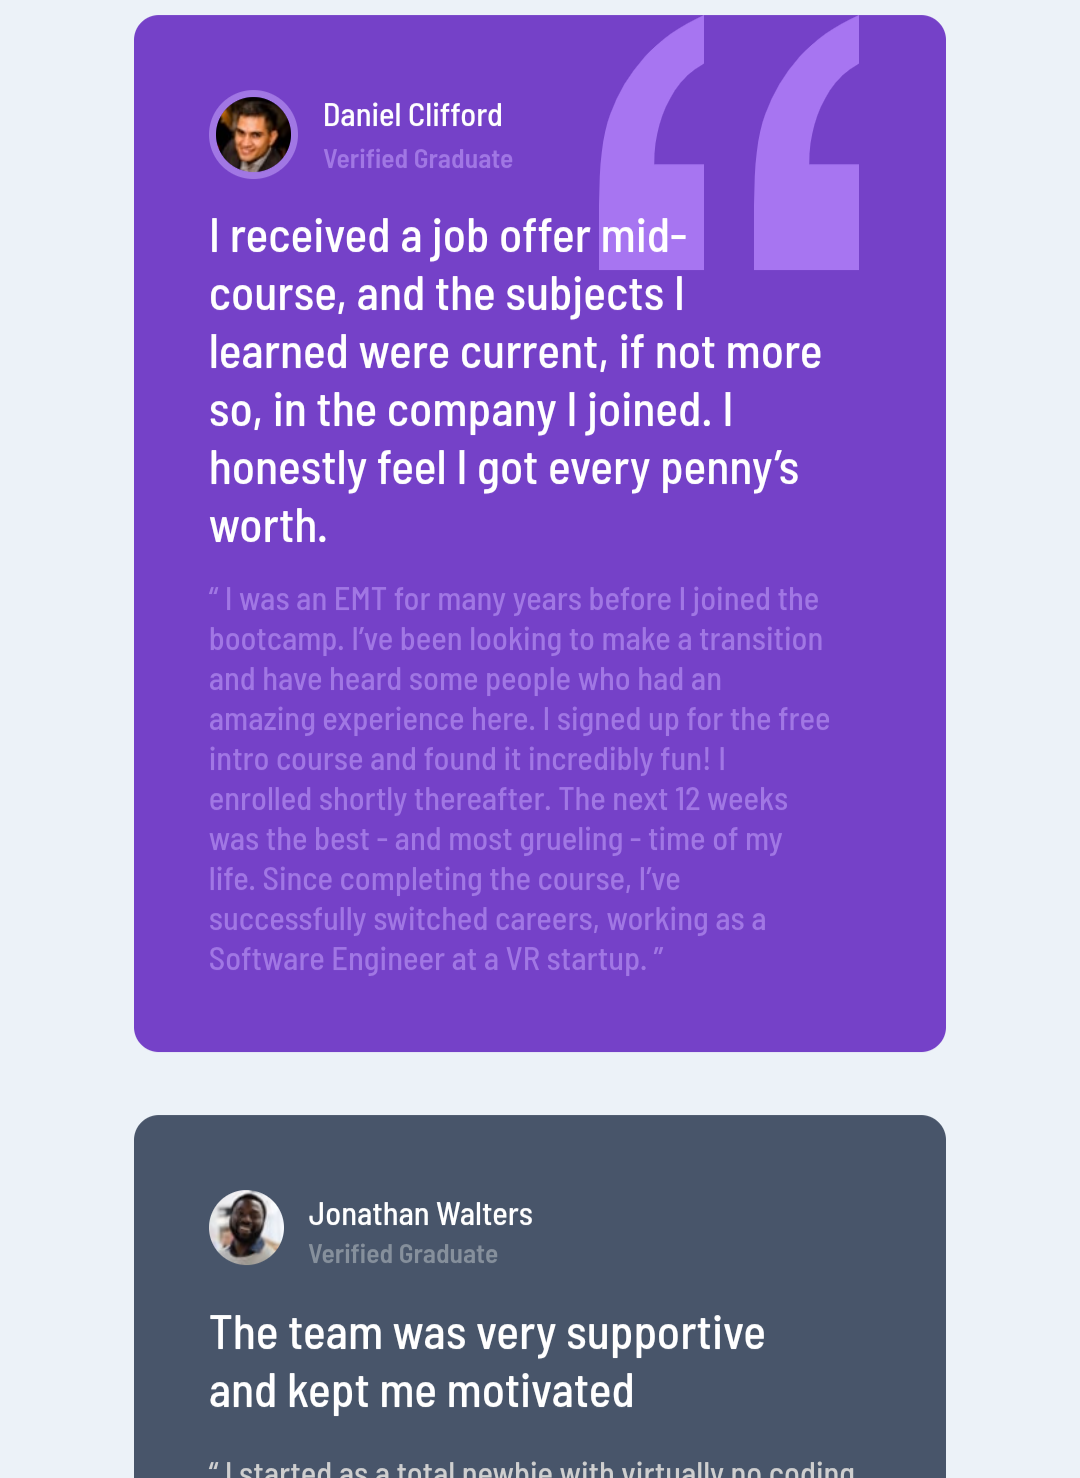 Daniel Clifford
Verified Graduate
I received a job offer mid-
course, and the subjects I
learned were current, if not more
so, in the company I joined. I
honestly feel I got every penny’s
worth.
“ I was an EMT for many years before I joined the
bootcamp. I’ve been looking to make a transition
and have heard some people who had an
amazing experience here. I signed up for the free
intro course and found it incredibly fun! I
enrolled shortly thereafter. The next 12 weeks
was the best - and most grueling - time of my
life. Since completing the course, I’ve
successfully switched careers, working as a
Software Engineer at a VR startup. ”
Jonathan Walters
Verified Graduate
The team was very supportive
and kept me motivated
“ I started as a total newbie with virtually no coding